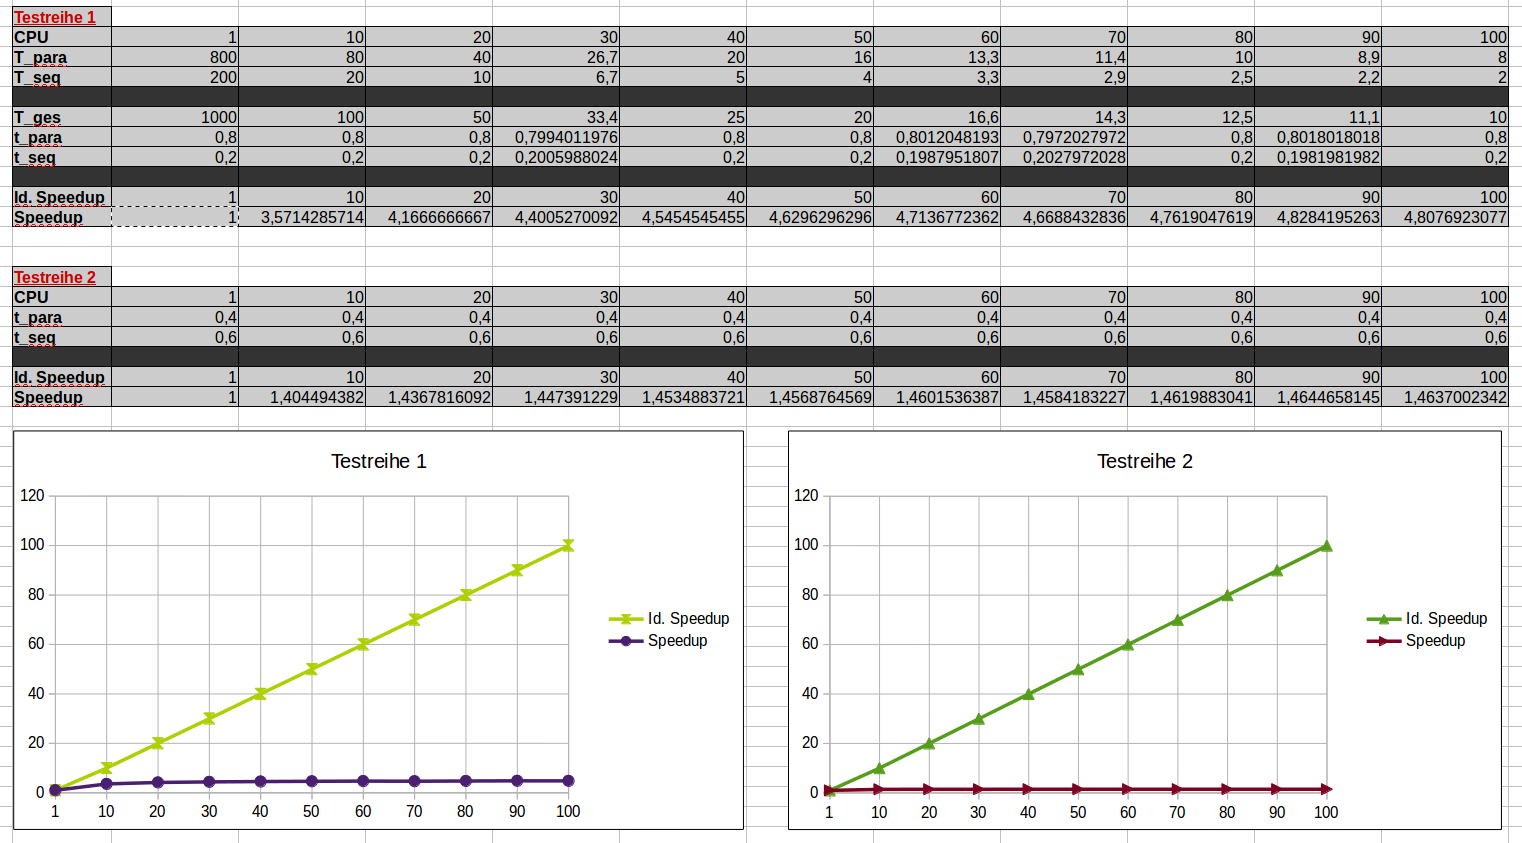 Testreihe 1
CPU 1 10 20 30 40 50 60 70 80 90 100
T_para 800 80 40 26,7 20 16 13,3 11,4 10 8,9 8
T_seq 200 20 10 6,7 5 4 3,3 2,9 2,5 2,2 2
T_ges 1000 100 50 33,4 25 20 16,6 14,3 12,5 11,1 10
t_para 0,8 0,8 0,8 0,7994011976 0,8 0,8 0,8012048193 0,7972027972 0,8 0,8018018018 0,8
t_seq 0,2 0,2 0,2 0,2005988024 0,2 0,2 0,1987951807 0,2027972028 0,2 0,1981981982 0,2
Id. Speedup 1 10 20 30 40 50 60 70 80 90 100
Speedup 1 3,5714285714 4,1666666667 4,4005270092 4,5454545455 4,6296296296 4,7136772362 4,6688432836 4,7619047619 4,8284195263 4,8076923077
Testreihe 2
CPU 1 10 20 30 40 50 60 70 80 90 100
t_para 0,4 0,4 0,4 0,4 0,4 0,4 0,4 0,4 0,4 0,4 0,4
t_seq 0,6 0,6 0,6 0,6 0,6 0,6 0,6 0,6 0,6 0,6 0,6
Id. Speedup 1 10 20 30 40 50 60 70 80 90 100
Speedup 1 1,404494382 1,4367816092 1,447391229 1,4534883721 1,4568764569 1,4601536387 1,4584183227 1,4619883041 1,4644658145 1,4637002342
Testreihe 1
120
100
80
60
40
20
0
1 10 20 30 40 50 60 70 80 90 100
Id. Speedup
Speedup
Testreihe 2
120
100
80
60
40
20
0
1 10 20 30 40 50 60 70 80 90 100
Id. Speedup
Speedup